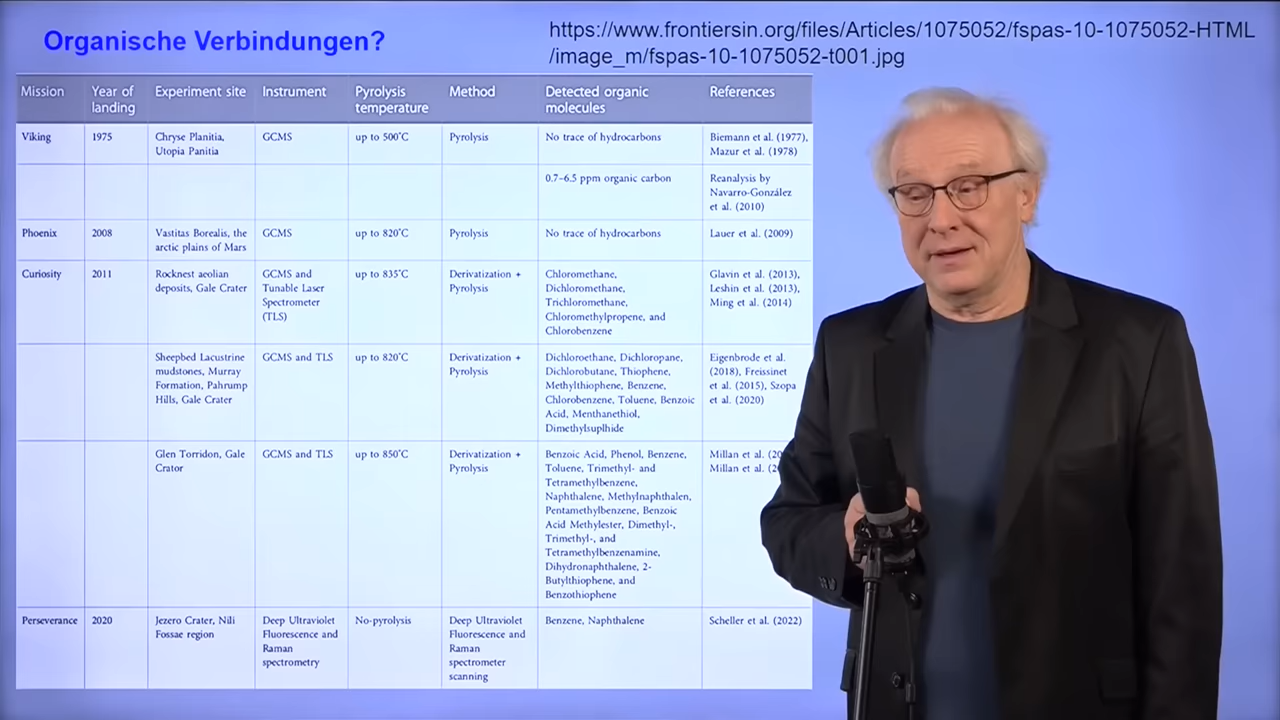 Organische Verbindungen?
https://www.frontiersin.org/files/Articles/1075052/fspas-10-1075052-HTML
/image_m/fspas-10-1075052-t001.jpg
Mission
Year of
landing
Experiment site
Instrument
Pyrolysis
temperature
Method
Detected organic
molecules
References
Viking
1975
Chryse Planitia,
Utopia Panitia
GCMS
up to 500°C
Pyrolysis
No trace of hydrocarbons
Biemann et al. (1977),
Mazur et al. (1978)
0.7–6.5 ppm organic carbon
Reanalysis by
Navarro-González
et al. (2010)
Phoenix
2008
Vastitas Borealis, the
arctic plains of Mars
GCMS
up to 820°C
Pyrolysis
No trace of hydrocarbons
Lauer et al. (2009)
Curiosity
2011
Rocknest aeolian
deposits, Gale Crater
GCMS and
Tunable Laser
Spectrometer
(TLS)
up to 835°C
Derivatization +
Pyrolysis
Chloromethane,
Dichloromethane,
Trichloromethane,
Chloromethylpropene, and
Chlorobenzene
Glavin et al. (2013),
Leshin et al. (2013),
Ming et al. (2014)
Sheepbed Lacustrine
mudstones, Murray
Formation, Pahrump
Hills, Gale Crater
GCMS and TLS
up to 820°C
Derivatization +
Pyrolysis
Dichloroethane, Dichloropane,
Dichlorobutane, Thiophene,
Methylthiophene, Benzene,
Chlorobenzene, Toluene, Benzoic
Acid, Menthanethiol,
Dimethylsuplhide
Eigenbrode et al.
(2018), Freissinet
et al. (2015), Szopa
et al. (2020)
Glen Torridon, Gale
Crator
GCMS and TLS
up to 850°C
Derivatization +
Pyrolysis
Benzoic Acid, Phenol, Benzene,
Toluene, Trimethyl- and
Tetramethylbenzene,
Naphthalene, Methylnaphthalen,
Pentamethylbenzene, Benzoic
Acid Methylester, Dimethyl-,
Trimethyl-, and
Tetramethylbenzenamine,
Dihydronaphthalene, 2-
Butylthiophene, and
Benzothiophene
Millan et al.
Millan et al.
Perseverance
2020
Jezero Crater, Nili
Fossae region
Deep Ultraviolet
Fluorescence and
Raman
spectrometry
No-pyrolysis
Deep Ultraviolet
Fluorescence and
Raman
spectrometer
scanning
Benzene, Naphthalene
Scheller et al. (2022)